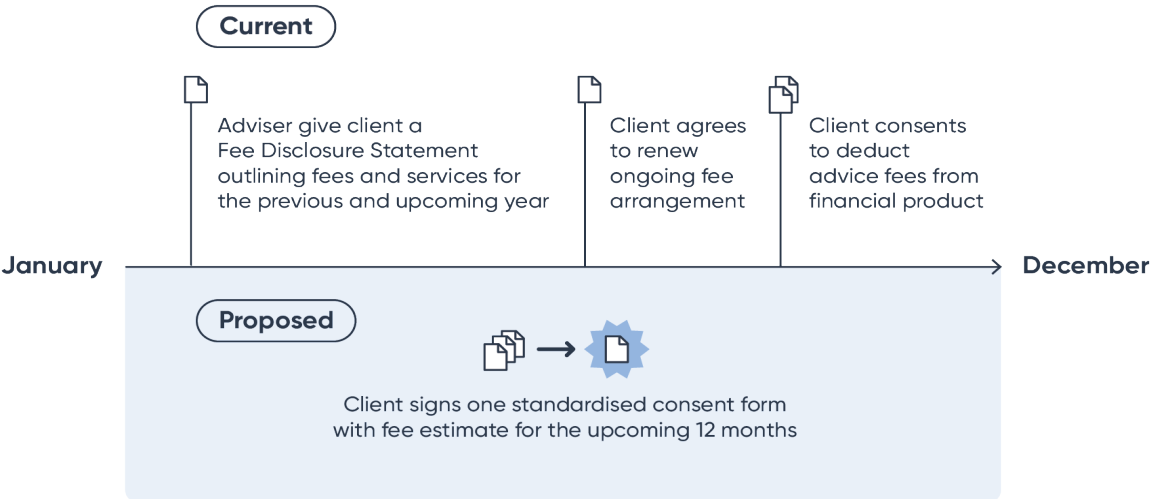 Current
Adviser give client a
Fee Disclosure Statement
outlining fees and services for
the previous and upcoming year
Client agrees
to renew
ongoing fee
arrangement
Client consents
to deduct
advice fees from
financial product
January
December
Proposed
Client signs one standardised consent form
with fee estimate for the upcoming 12 months